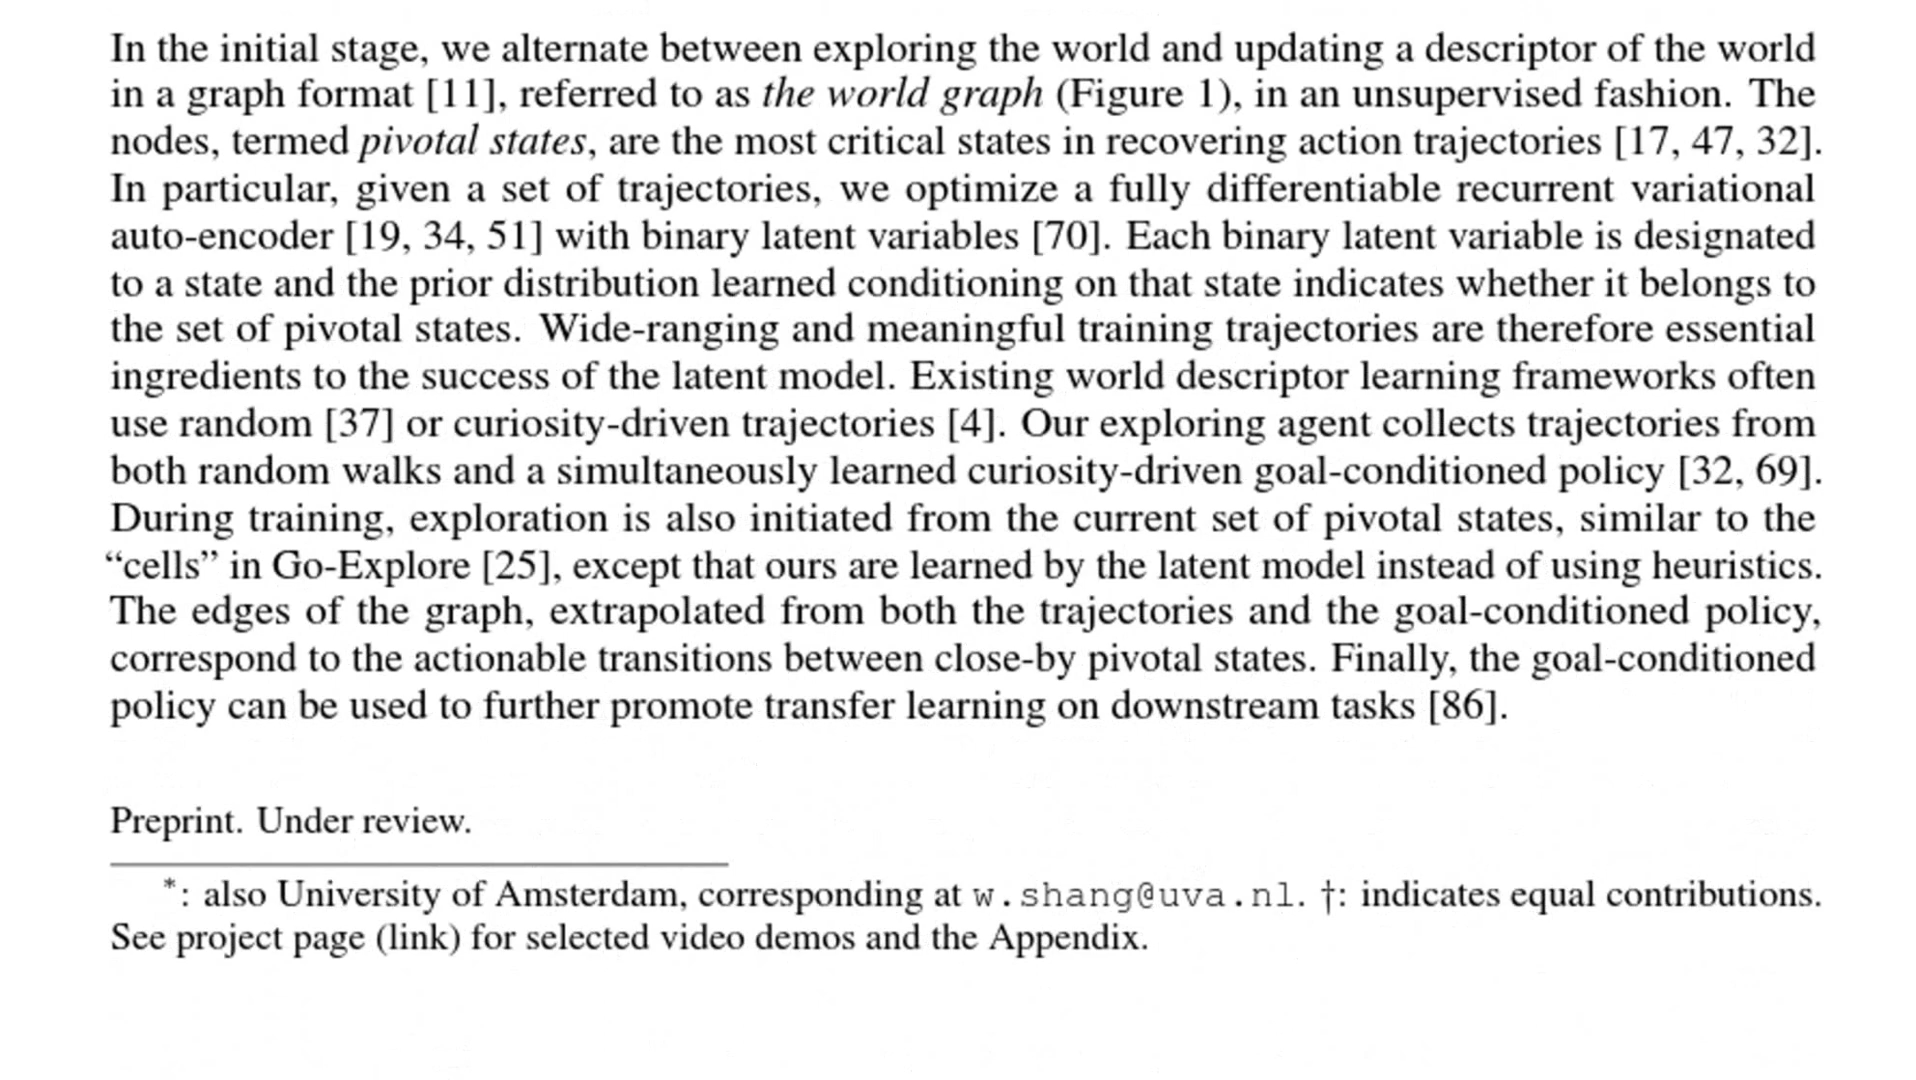 In the initial stage, we alternate between exploring the world and updating a descriptor of the world
in a graph format [11], referred to as the world graph (Figure 1), in an unsupervised fashion. The
nodes, termed pivotal states, are the most critical states in recovering action trajectories [17, 47, 32].
In particular, given a set of trajectories, we optimize a fully differentiable recurrent variational
auto-encoder [19, 34, 51] with binary latent variables [70]. Each binary latent variable is designated
to a state and the prior distribution learned conditioning on that state indicates whether it belongs to
the set of pivotal states. Wide-ranging and meaningful training trajectories are therefore essential
ingredients to the success of the latent model. Existing world descriptor learning frameworks often
use random [37] or curiosity-driven trajectories [4]. Our exploring agent collects trajectories from
both random walks and a simultaneously learned curiosity-driven goal-conditioned policy [32, 69].
During training, exploration is also initiated from the current set of pivotal states, similar to the
“cells” in Go-Explore [25], except that ours are learned by the latent model instead of using heuristics.
The edges of the graph, extrapolated from both the trajectories and the goal-conditioned policy,
correspond to the actionable transitions between close-by pivotal states. Finally, the goal-conditioned
policy can be used to further promote transfer learning on downstream tasks [86].
Preprint. Under review.
*: also University of Amsterdam, corresponding at w.shang@uva.nl. †: indicates equal contributions.
See project page (link) for selected video demos and the Appendix.